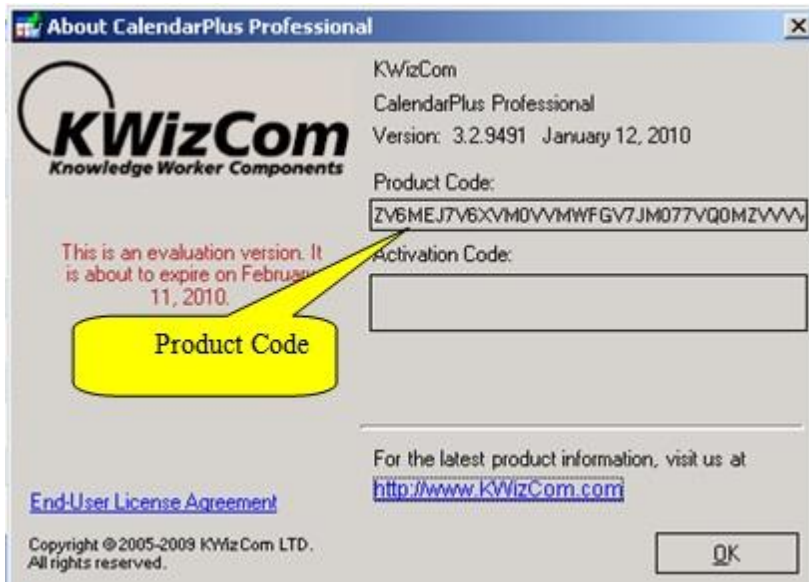 About CalendarPlus Professional
KWizCom
Knowledge Worker Components
KWizCom
CalendarPlus Professional
Version: 3.2.9491 January 12, 2010
Product Code:
This is an evaluation version. It
is about to expire on
11, 2010.
Activation Code:
Product Code
For the latest product information, visit us at
http://www.KWizCom.com
End-User License Agreement
Copyright © 2005-2009 KWizCom LTD.
All rights reserved.
OK